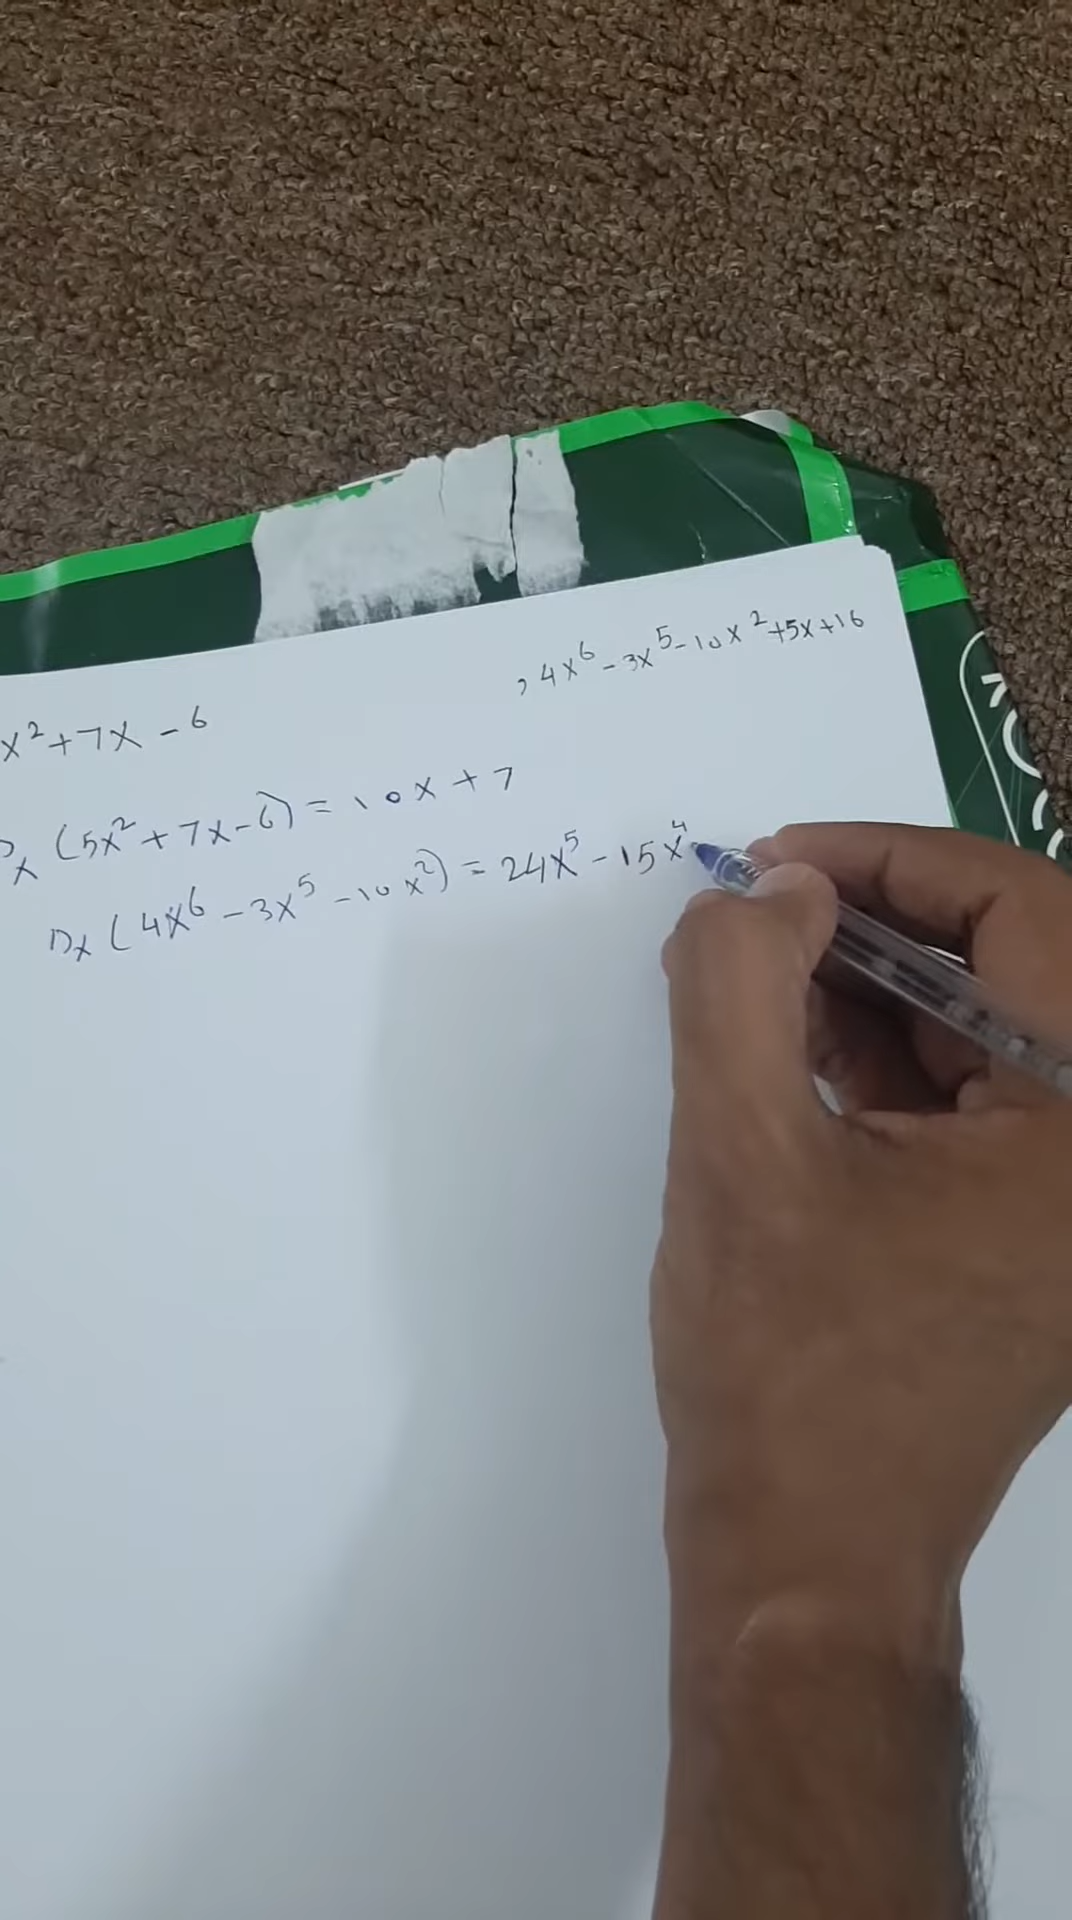 , 4x⁶ - 3x⁵ - 10x² + 5x + 16
x² + 7x - 6
Dx (5x² + 7x - 6) = 10x + 7
Dx (4x⁶ - 3x⁵ - 10x²) = 24x⁵ - 15x⁴